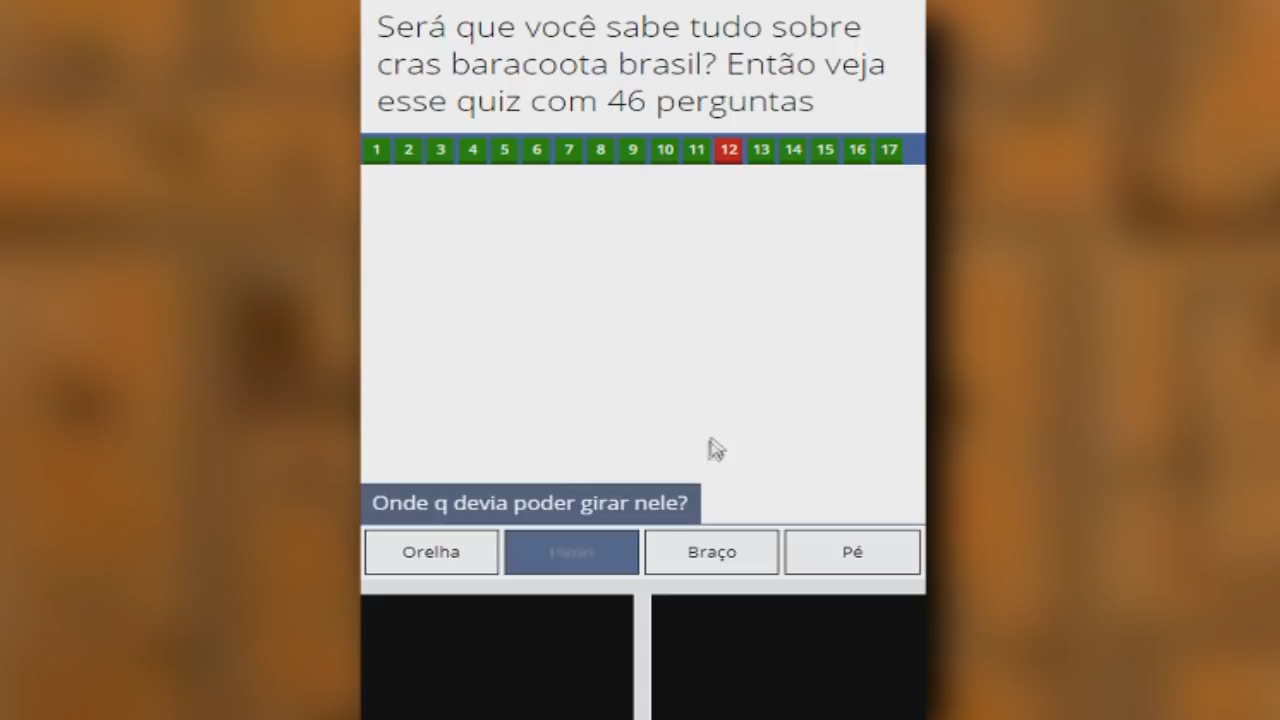 Será que você sabe tudo sobre
cras baracoota brasil? Então veja
esse quiz com 46 perguntas
1 2 3 4 5 6 7 8 9 10 11 12 13 14 15 16 17
Onde q devia poder girar nele?
Orelha Braço Pé